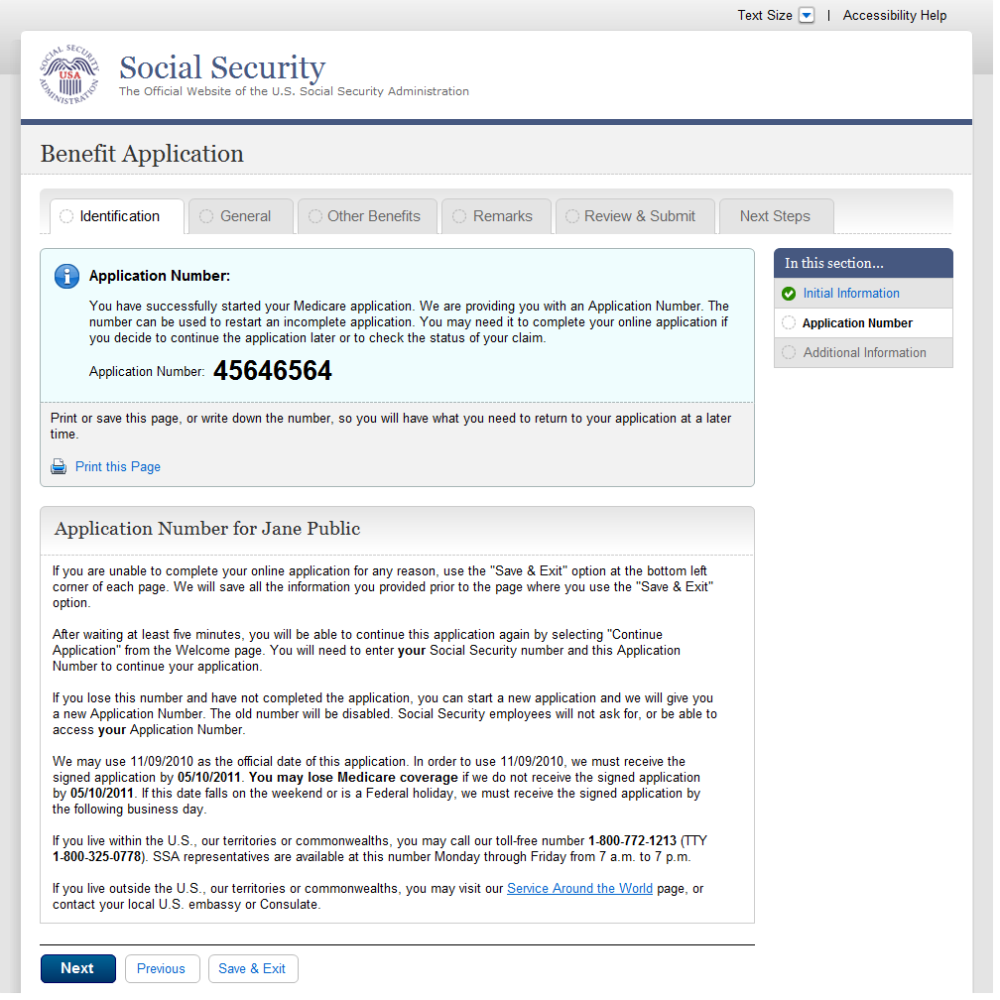 Text Size | Accessibility Help
SOCIAL SECURITY ADMINISTRATION
USA
Social Security
The Official Website of the U.S. Social Security Administration
Benefit Application
Identification General Other Benefits Remarks Review & Submit Next Steps
Application Number:
You have successfully started your Medicare application. We are providing you with an Application Number. The
number can be used to restart an incomplete application. You may need it to complete your online application if
you decide to continue the application later or to check the status of your claim.
Application Number: 45646564
Print or save this page, or write down the number, so you will have what you need to return to your application at a later
time.
Print this Page
In this section...
Initial Information
Application Number
Additional Information
Application Number for Jane Public
If you are unable to complete your online application for any reason, use the "Save & Exit" option at the bottom left
corner of each page. We will save all the information you provided prior to the page where you use the "Save & Exit"
option.
After waiting at least five minutes, you will be able to continue this application again by selecting "Continue
Application" from the Welcome page. You will need to enter your Social Security number and this Application
Number to continue your application.
If you lose this number and have not completed the application, you can start a new application and we will give you
a new Application Number. The old number will be disabled. Social Security employees will not ask for, or be able to
access your Application Number.
We may use 11/09/2010 as the official date of this application. In order to use 11/09/2010, we must receive the
signed application by 05/10/2011. You may lose Medicare coverage if we do not receive the signed application
by 05/10/2011. If this date falls on the weekend or is a Federal holiday, we must receive the signed application by
the following business day.
If you live within the U.S., our territories or commonwealths, you may call our toll-free number 1-800-772-1213 (TTY
1-800-325-0778). SSA representatives are available at this number Monday through Friday from 7 a.m. to 7 p.m.
If you live outside the U.S., our territories or commonwealths, you may visit our Service Around the World page, or
contact your local U.S. embassy or Consulate.
Next Previous Save & Exit